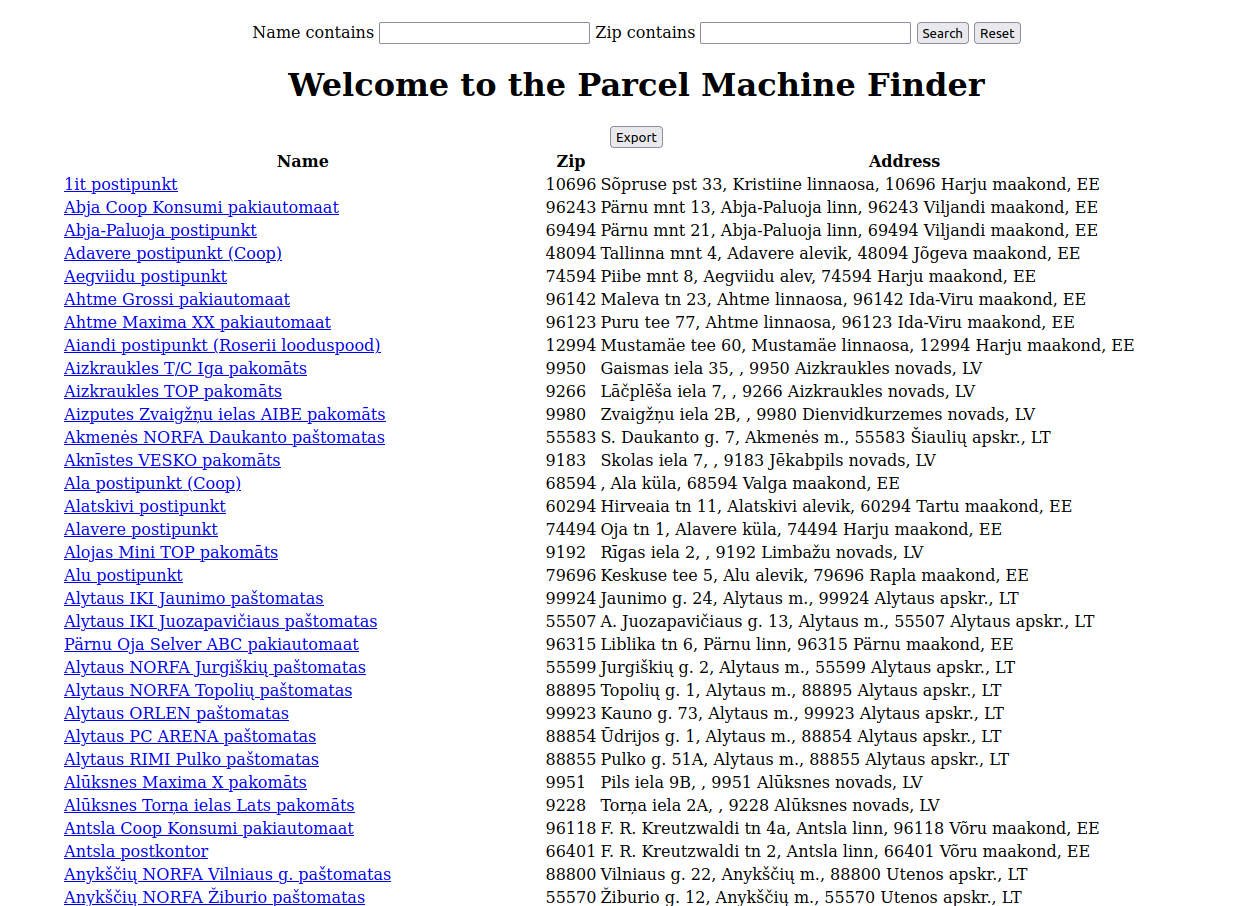 Name contains Zip contains Search Reset
Welcome to the Parcel Machine Finder
Export
Name Zip Address
1it postipunkt 10696 Sõpruse pst 33, Kristiine linnaosa, 10696 Harju maakond, EE
Abja Coop Konsumi pakiautomaat 96243 Pärnu mnt 13, Abja-Paluoja linn, 96243 Viljandi maakond, EE
Abja-Paluoja postipunkt 69494 Pärnu mnt 21, Abja-Paluoja linn, 69494 Viljandi maakond, EE
Adavere postipunkt (Coop) 48094 Tallinna mnt 4, Adavere alevik, 48094 Jõgeva maakond, EE
Aegviidu postipunkt 74594 Piibe mnt 8, Aegviidu alev, 74594 Harju maakond, EE
Ahtme Grossi pakiautomaat 96142 Maleva tn 23, Ahtme linnaosa, 96142 Ida-Viru maakond, EE
Ahtme Maxima XX pakiautomaat 96123 Puru tee 77, Ahtme linnaosa, 96123 Ida-Viru maakond, EE
Aiandi postipunkt (Roserii looduspood) 12994 Mustamäe tee 60, Mustamäe linnaosa, 12994 Harju maakond, EE
Aizkraukles T/C Iga pakomāts 9950 Gaismas iela 35, , 9950 Aizkraukles novads, LV
Aizkraukles TOP pakomāts 9266 Lāčplēša iela 7, , 9266 Aizkraukles novads, LV
Aizputes Zvaigžņu ielas AIBE pakomāts 9980 Zvaigžņu iela 2B, , 9980 Dienvidkurzemes novads, LV
Akmenės NORFA Daukanto paštomatas 55583 S. Daukanto g. 7, Akmenės m., 55583 Šiaulių apskr., LT
Aknīstes VESKO pakomāts 9183 Skolas iela 7, , 9183 Jēkabpils novads, LV
Ala postipunkt (Coop) 68594 , Ala küla, 68594 Valga maakond, EE
Alatskivi postipunkt 60294 Hirveaia tn 11, Alatskivi alevik, 60294 Tartu maakond, EE
Alavere postipunkt 74494 Oja tn 1, Alavere küla, 74494 Harju maakond, EE
Alojas Mini TOP pakomāts 9192 Rīgas iela 2, , 9192 Limbažu novads, LV
Alu postipunkt 79696 Keskuse tee 5, Alu alevik, 79696 Rapla maakond, EE
Alytaus IKI Jaunimo paštomatas 99924 Jaunimo g. 24, Alytaus m., 99924 Alytaus apskr., LT
Alytaus IKI Juozapavičiaus paštomatas 55507 A. Juozapavičiaus g. 13, Alytaus m., 55507 Alytaus apskr., LT
Pärnu Oja Selver ABC pakiautomaat 96315 Liblika tn 6, Pärnu linn, 96315 Pärnu maakond, EE
Alytaus NORFA Jurgiškių paštomatas 55599 Jurgiškių g. 2, Alytaus m., 55599 Alytaus apskr., LT
Alytaus NORFA Topolių paštomatas 88895 Topolių g. 1, Alytaus m., 88895 Alytaus apskr., LT
Alytaus ORLEN paštomatas 99923 Kauno g. 73, Alytaus m., 99923 Alytaus apskr., LT
Alytaus PC ARENA paštomatas 88854 Ūdrijos g. 1, Alytaus m., 88854 Alytaus apskr., LT
Alytaus RIMI Pulko paštomatas 88855 Pulko g. 51A, Alytaus m., 88855 Alytaus apskr., LT
Alūksnes Maxima X pakomāts 9951 Pils iela 9B, , 9951 Alūksnes novads, LV
Alūksnes Torņa ielas Lats pakomāts 9228 Torņa iela 2A, , 9228 Alūksnes novads, LV
Antsla Coop Konsumi pakiautomaat 96118 F. R. Kreutzwaldi tn 4a, Antsla linn, 96118 Võru maakond, EE
Antsla postkontor 66401 F. R. Kreutzwaldi tn 2, Antsla linn, 66401 Võru maakond, EE
Anykščių NORFA Vilniaus g. paštomatas 88800 Vilniaus g. 22, Anykščių m., 88800 Utenos apskr., LT
Anykščių NORFA Žiburio paštomatas 55570 Žiburio g. 12, Anykščių m., 55570 Utenos apskr., LT